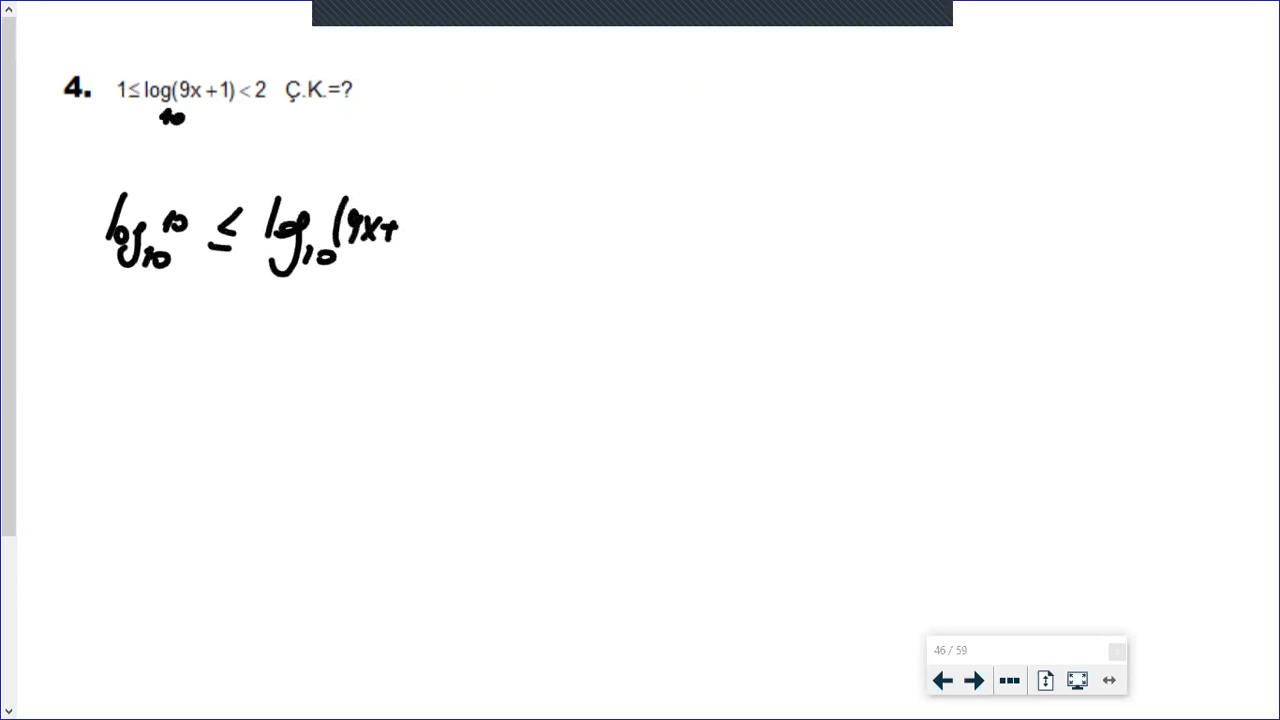 4. 1≤ log(9x+1) < 2 Ç.K.=?
10
log₁₀10 ≤ log₁₀(9x+
46 / 59